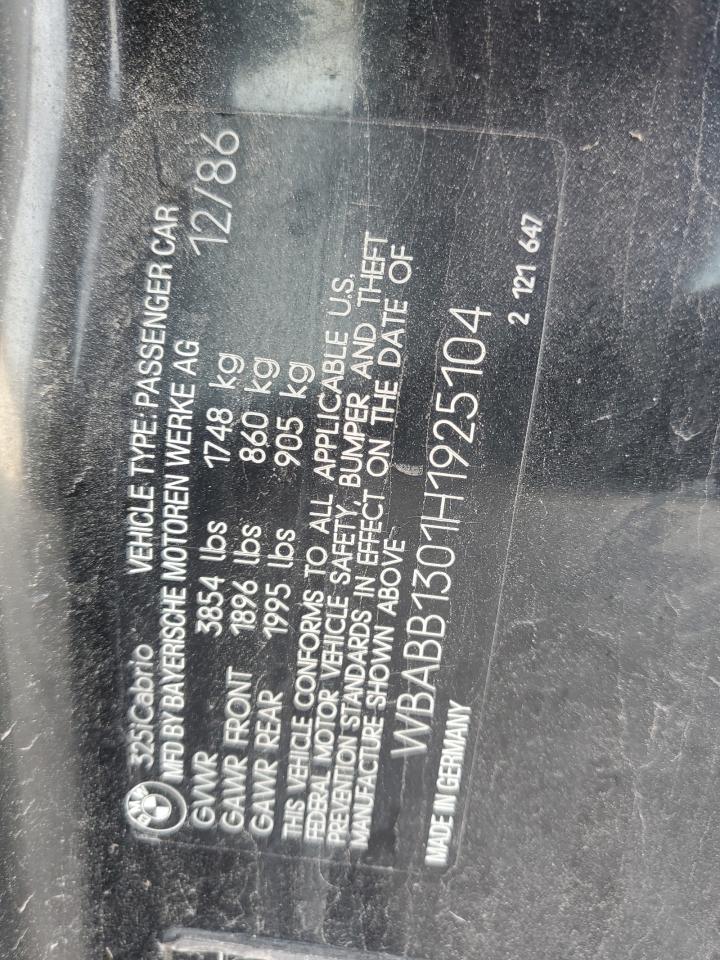 BMW 325iCabrio VEHICLE TYPE: PASSENGER CAR
MFD BY BAYERISCHE MOTOREN WERKE AG 12/86
GVWR 3854 lbs 1748 kg
GAWR FRONT 1896 lbs 860 kg
GAWR REAR 1995 lbs 905 kg
THIS VEHICLE CONFORMS TO ALL APPLICABLE U.S.
FEDERAL MOTOR VEHICLE SAFETY, BUMPER AND THEFT
PREVENTION STANDARDS IN EFFECT ON THE DATE OF
MANUFACTURE SHOWN ABOVE
WBABB1301H1925104
MADE IN GERMANY 2 121 647